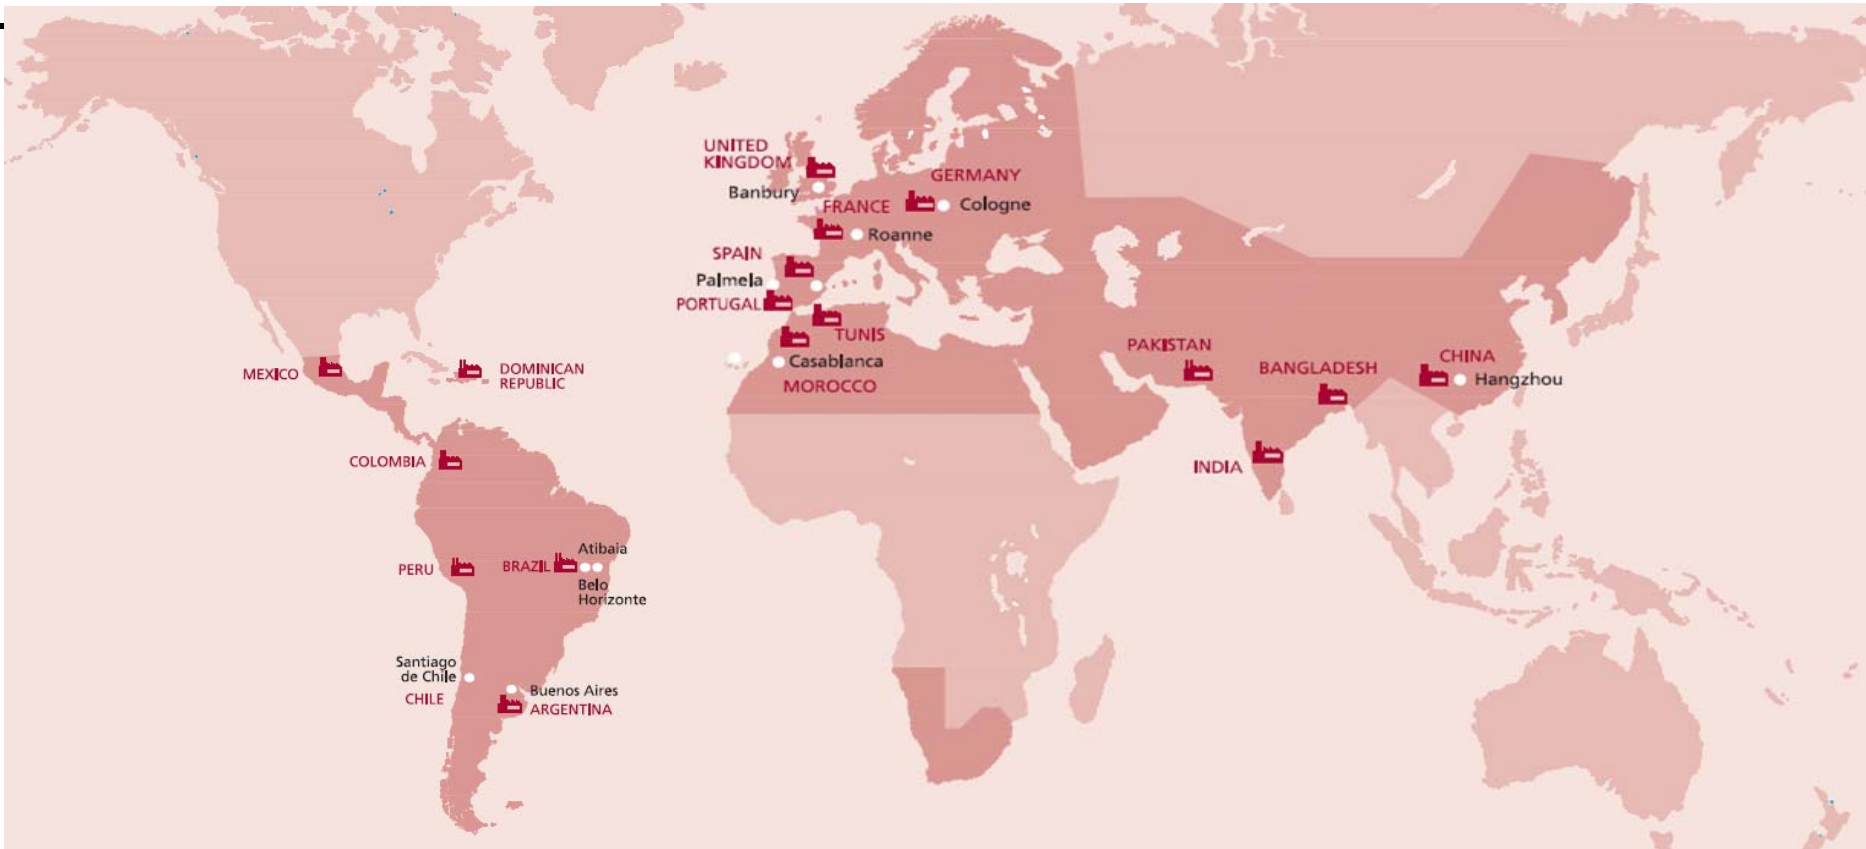 UNITED
KINGDOM
Banbury
GERMANY
Cologne
FRANCE
Roanne
SPAIN
Palmela
PORTUGAL
TUNIS
Casablanca
MOROCCO
PAKISTAN
BANGLADESH
CHINA
Hangzhou
INDIA
MEXICO
DOMINICAN
REPUBLIC
COLOMBIA
PERU
BRAZIL
Atibaia
Belo
Horizonte
Santiago
de Chile
CHILE
Buenos Aires
ARGENTINA